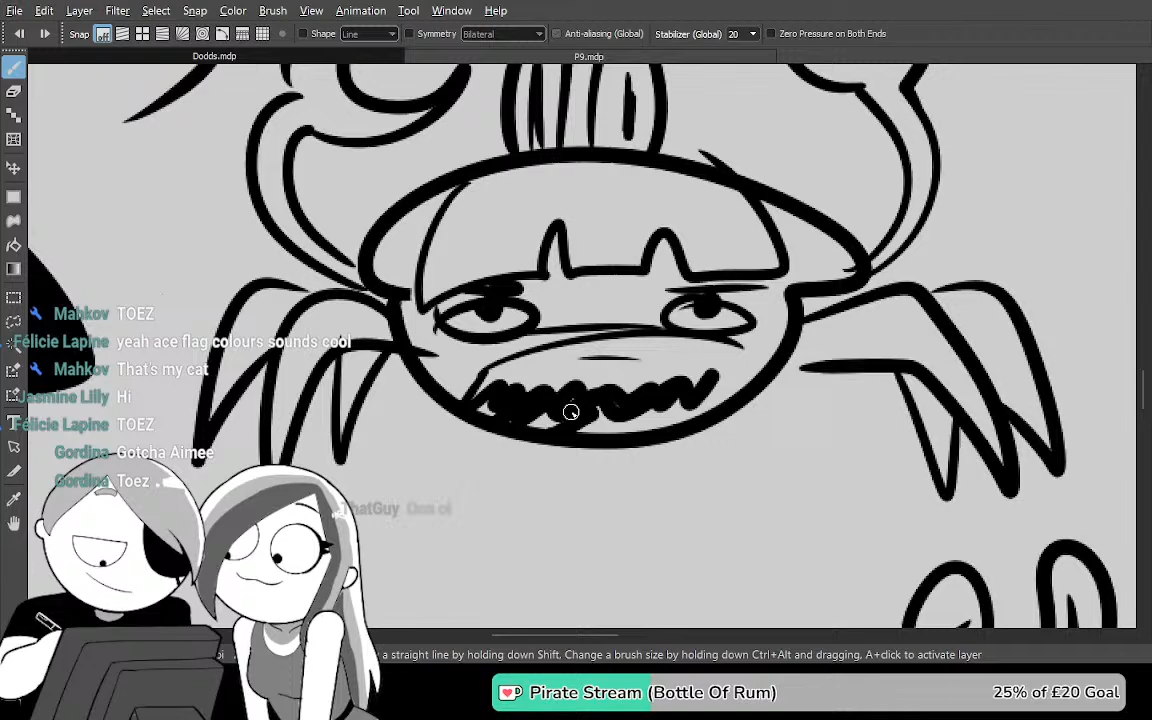 File Edit Layer Filter Select Snap Color Brush View Animation Tool Window Help
Snap off Shape Line Symmetry Bilateral Anti-aliasing (Global) Stabilizer (Global) 20 Zero Pressure on Both Ends
Dodds.mdp P9.mdp
Mahkov TOEZ
Félicie Lapine yeah ace flag colours sounds cool
Mahkov That's my cat
Jasmine Lilly Hi
Félicie Lapine TOEZ
Gordina Gotcha Aimee
Gordina Toez .
ThatGuy
a straight line by holding down Shift, Change a brush size by holding down Ctrl+Alt and dragging, A+click to activate layer
Pirate Stream (Bottle Of Rum) 25% of £20 Goal